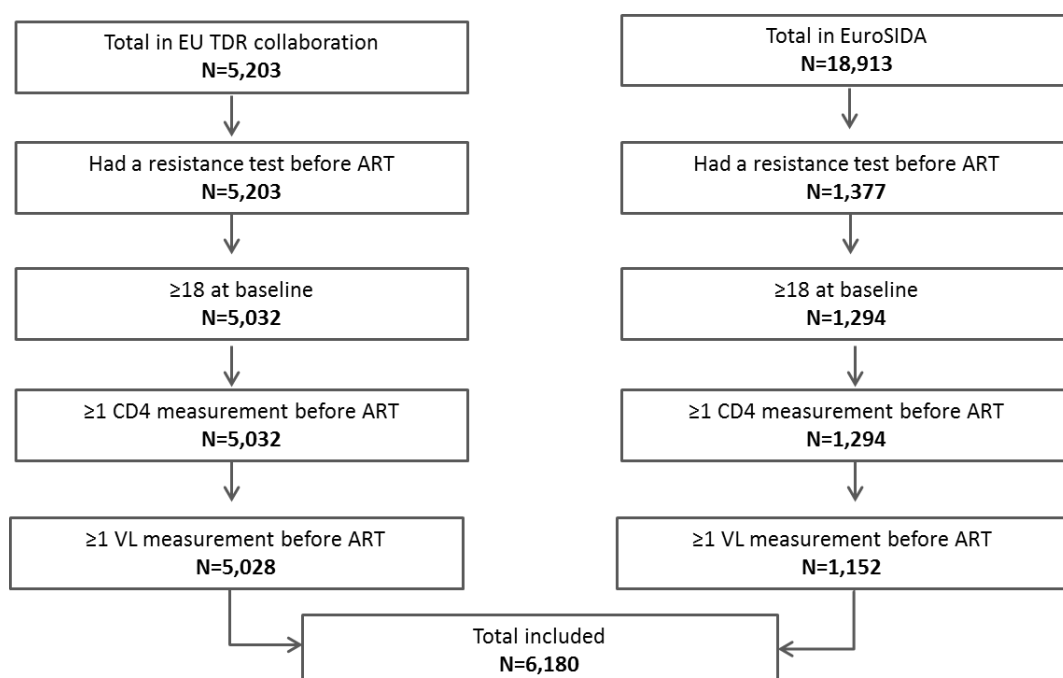 Total in EU TDR collaboration
N=5,203
Total in EuroSIDA
N=18,913
Had a resistance test before ART
N=5,203
Had a resistance test before ART
N=1,377
≥18 at baseline
N=5,032
≥18 at baseline
N=1,294
≥1 CD4 measurement before ART
N=5,032
≥1 CD4 measurement before ART
N=1,294
≥1 VL measurement before ART
N=5,028
≥1 VL measurement before ART
N=1,152
Total included
N=6,180